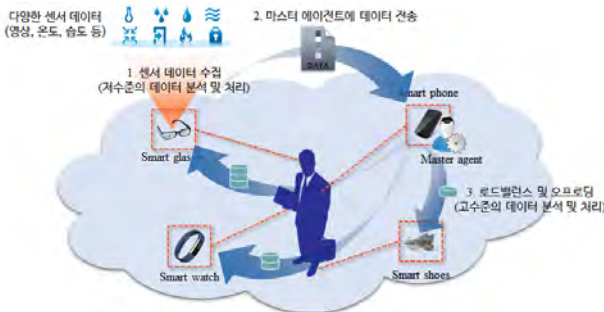 다양한 센서 데이터
(영상, 온도, 습도 등)
2. 마스터 에이전트에 데이터 전송
DATA
1. 센서 데이터 수집
(저수준의 데이터 분석 및 처리)
Smart phone
Smart glas
Master agent
3. 로드밸런스 및 오프로딩
(고수준의 데이터 분석 및 처리)
Smart watch
Smart shoes